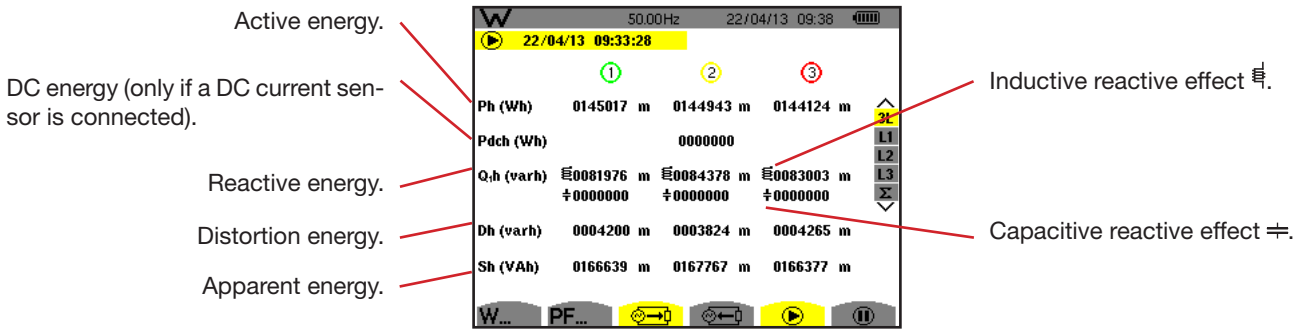 Active energy.
DC energy (only if a DC current sen-
sor is connected).
Reactive energy.
Distortion energy.
Apparent energy.
W 50.00Hz 22/04/13 09:38
22/04/13 09:33:28
1 2 3
Ph (Wh) 0145017 m 0144943 m 0144124 m
Pdch (Wh) 0000000
Q₁h (varh) 0081976 m 0084378 m 0083003 m
0000000 0000000 0000000
Dh (varh) 0004200 m 0003824 m 0004265 m
Sh (VAh) 0166639 m 0167767 m 0166377 m
3L
L1
L2
L3
Σ
W... PF...
Inductive reactive effect
Capacitive reactive effect